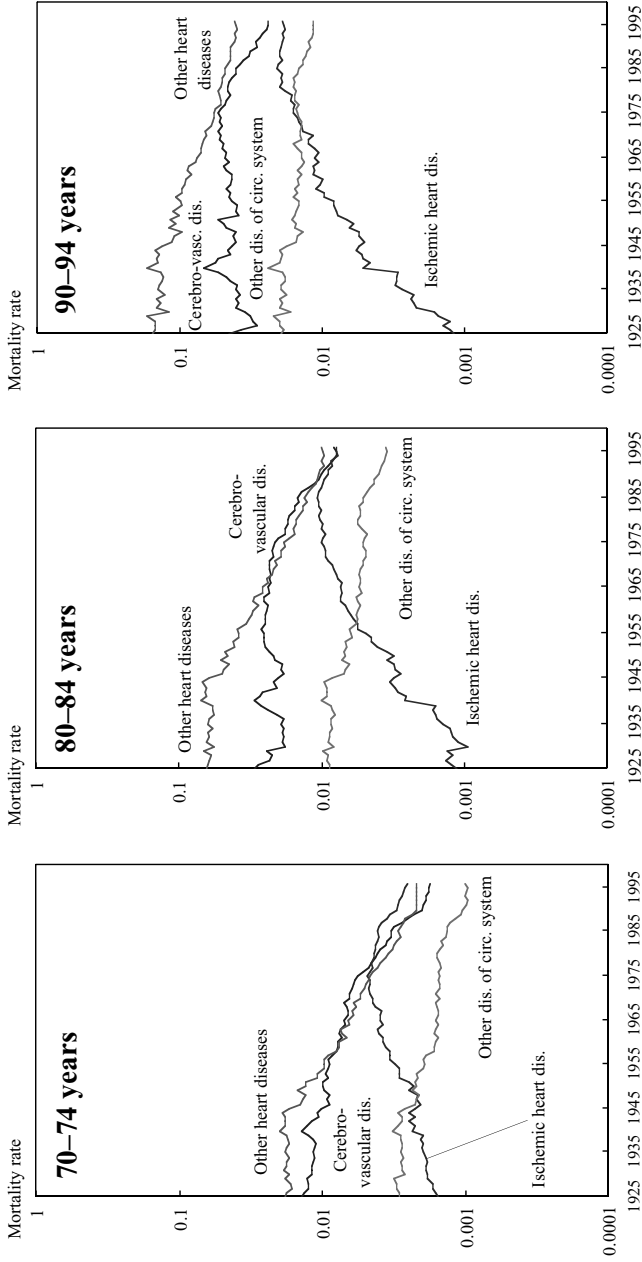 Mortality rate
70–74 years
1
0.1
0.01
0.001
0.0001
Other heart diseases
Cerebro-
vascular dis.
Other dis. of circ. system
Ischemic heart dis.
1925 1935 1945 1955 1965 1975 1985 1995
Mortality rate
80–84 years
1
0.1
0.01
0.001
0.0001
Other heart diseases
Cerebro-
vascular dis.
Other dis. of circ. system
Ischemic heart dis.
1925 1935 1945 1955 1965 1975 1985 1995
Mortality rate
90–94 years
1
0.1
0.01
0.001
0.0001
Other heart
diseases
Cerebro-vasc. dis.
Other dis. of circ. system
Ischemic heart dis.
1925 1935 1945 1955 1965 1975 1985 1995